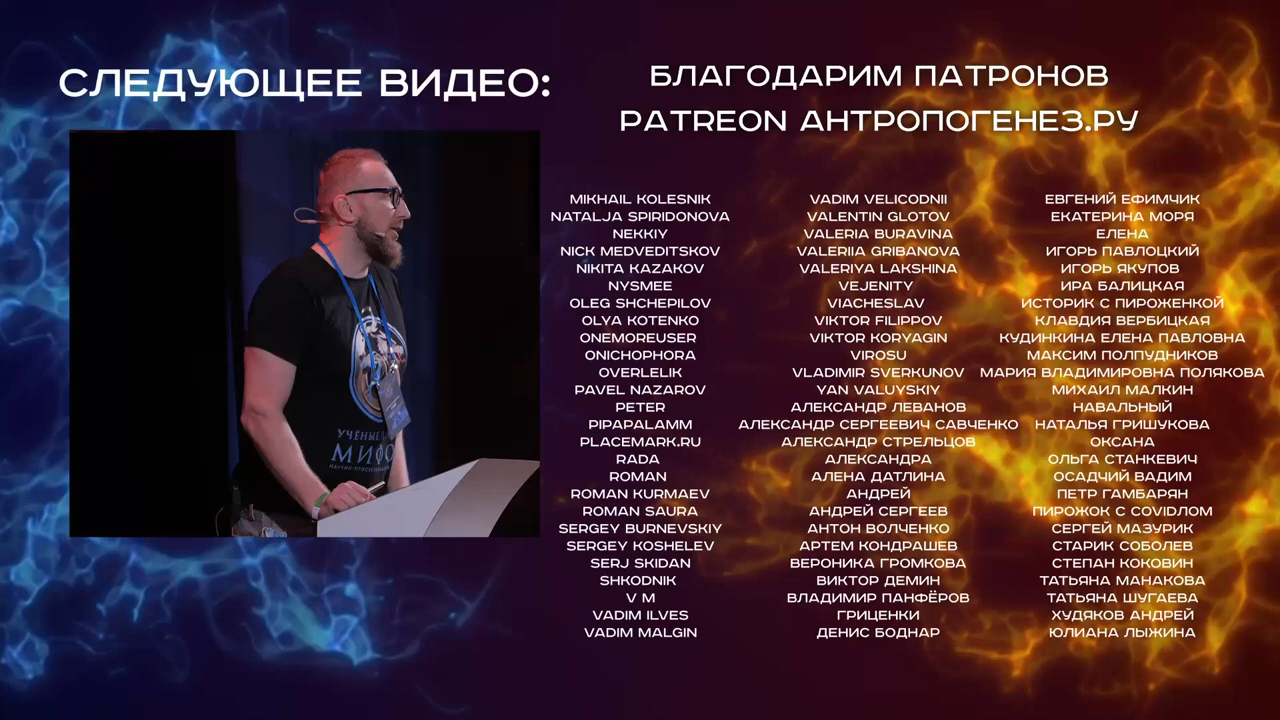 СЛЕДУЮЩЕЕ ВИДЕО:
БЛАГОДАРИМ ПАТРОНОВ
PATREON АНТРОПОГЕНЕЗ.РУ
MIKHAIL KOLESNIK
NATALJA SPIRIDONOVA
NEKKIY
NICK MEDVEDITSKOV
NIKITA KAZAKOV
NYSMEE
OLEG SHCHEPILOV
OLYA KOTENKO
ONEMOREUSER
ONICHOPHORA
OVERLELIK
PAVEL NAZAROV
PETER
PIPAPALAMM
PLACEMARK.RU
RADA
ROMAN
ROMAN KURMAEV
ROMAN SAURA
SERGEY BURNEVSKIY
SERGEY KOSHELEV
SERJ SKIDAN
SHKODNIK
V M
VADIM ILVES
VADIM MALGIN
VADIM VELICODNII
VALENTIN GLOTOV
VALERIA BURAVINA
VALERIIA GRIBANOVA
VALERIYA LAKSHINA
VEJENITY
VIACHESLAV
VIKTOR FILIPPOV
VIKTOR KORYAGIN
VIROSU
VLADIMIR SVERKUNOV
YAN VALUYSKIY
АЛЕКСАНДР ЛЕВАНОВ
АЛЕКСАНДР СЕРГЕЕВИЧ САВЧЕНКО
АЛЕКСАНДР СТРЕЛЬЦОВ
АЛЕКСАНДРА
АЛЕНА ДАТЛИНА
АНДРЕЙ
АНДРЕЙ СЕРГЕЕВ
АНТОН ВОЛЧЕНКО
АРТЕМ КОНДРАШЕВ
ВЕРОНИКА ГРОМКОВА
ВИКТОР ДЕМИН
ВЛАДИМИР ПАНФЁРОВ
ГРИЦЕНКИ
ДЕНИС БОДНАР
ЕВГЕНИЙ ЕФИМЧИК
ЕКАТЕРИНА МОРЯ
ЕЛЕНА
ИГОРЬ ПАВЛОЦКИЙ
ИГОРЬ ЯКУПОВ
ИРА БАЛИЦКАЯ
ИСТОРИК С ПИРОЖЕНКОЙ
КЛАВДИЯ ВЕРБИЦКАЯ
КУДИНКИНА ЕЛЕНА ПАВЛОВНА
МАКСИМ ПОЛПУДНИКОВ
МАРИЯ ВЛАДИМИРОВНА ПОЛЯКОВА
МИХАИЛ МАЛКИН
НАВАЛЬНЫЙ
НАТАЛЬЯ ГРИШУКОВА
ОКСАНА
ОЛЬГА СТАНКЕВИЧ
ОСАДЧИЙ ВАДИМ
ПЕТР ГАМБАРЯН
ПИРОЖОК С COVIDЛОМ
СЕРГЕЙ МАЗУРИК
СТАРИК СОБОЛЕВ
СТЕПАН КОКОВИН
ТАТЬЯНА МАНАКОВА
ТАТЬЯНА ШУГАЕВА
ХУДЯКОВ АНДРЕЙ
ЮЛИАНА ЛЫЖИНА
УЧЁНЫЕ